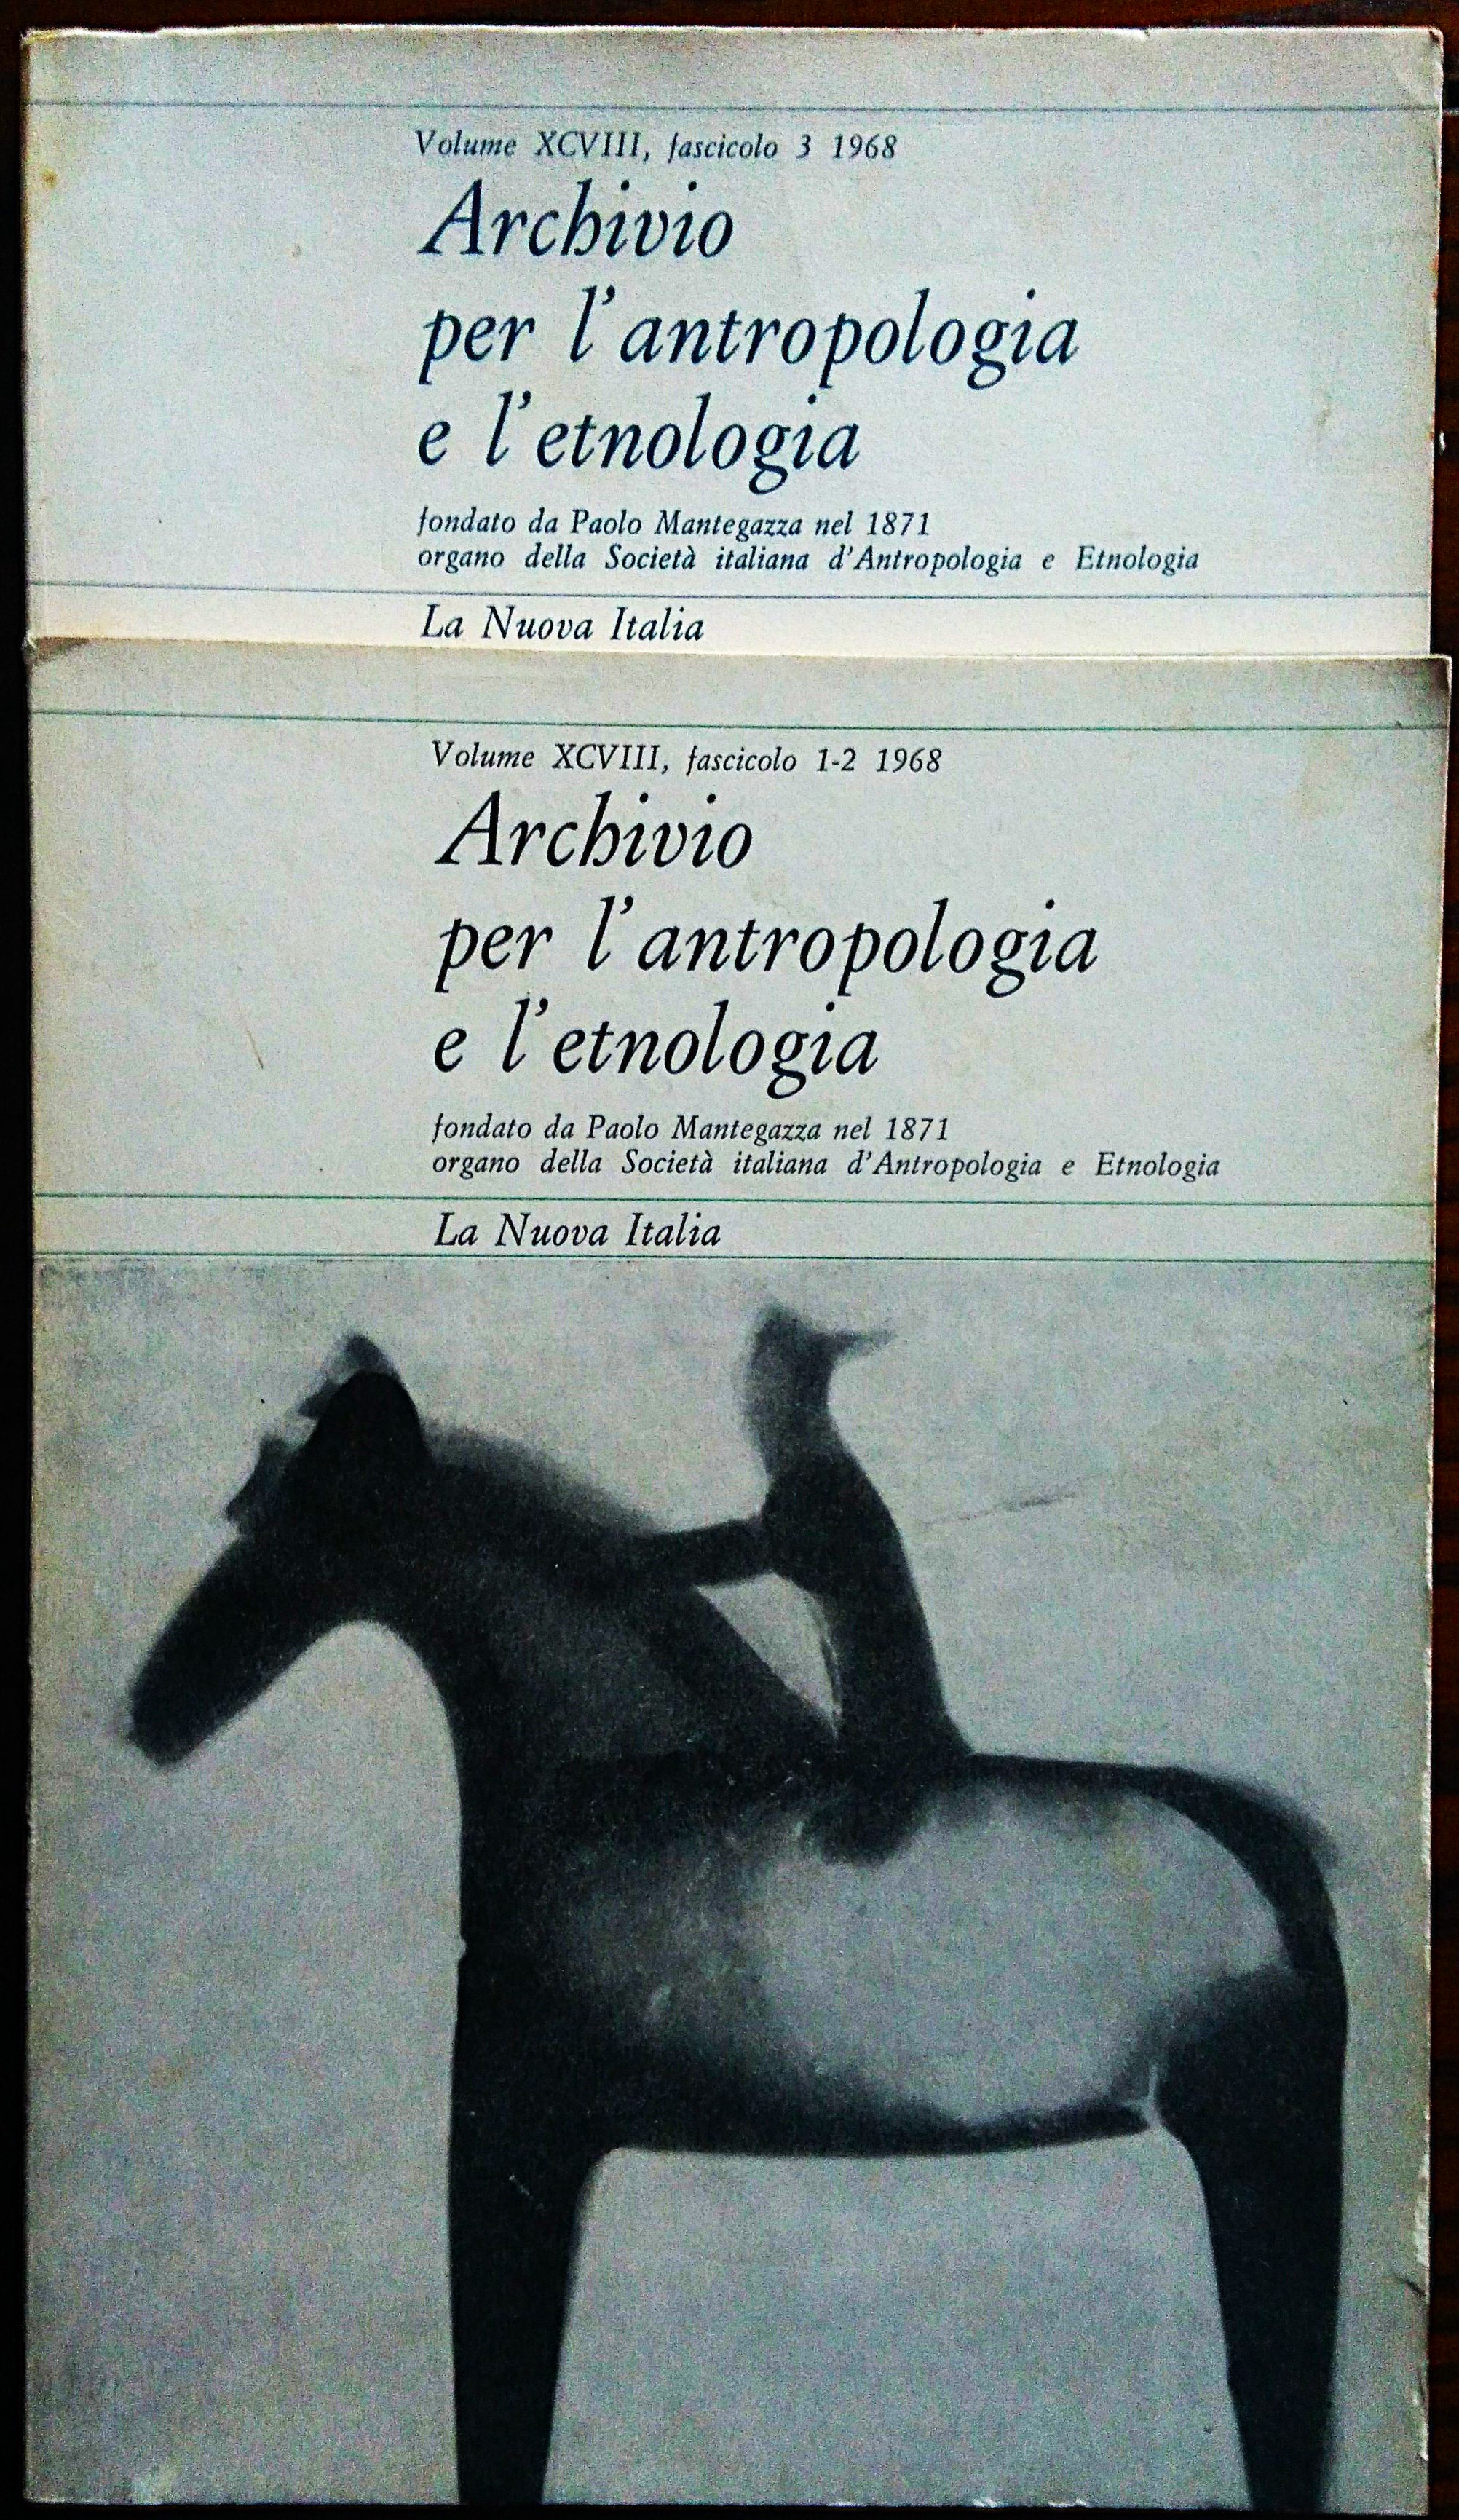 Volume XCVIII, fascicolo 3 1968
Archivio
per l'antropologia
e l'etnologia
fondato da Paolo Mantegazza nel 1871
organo della Società italiana d'Antropologia e Etnologia
La Nuova Italia
Volume XCVIII, fascicolo 1-2 1968
Archivio
per l'antropologia
e l'etnologia
fondato da Paolo Mantegazza nel 1871
organo della Società italiana d'Antropologia e Etnologia
La Nuova Italia